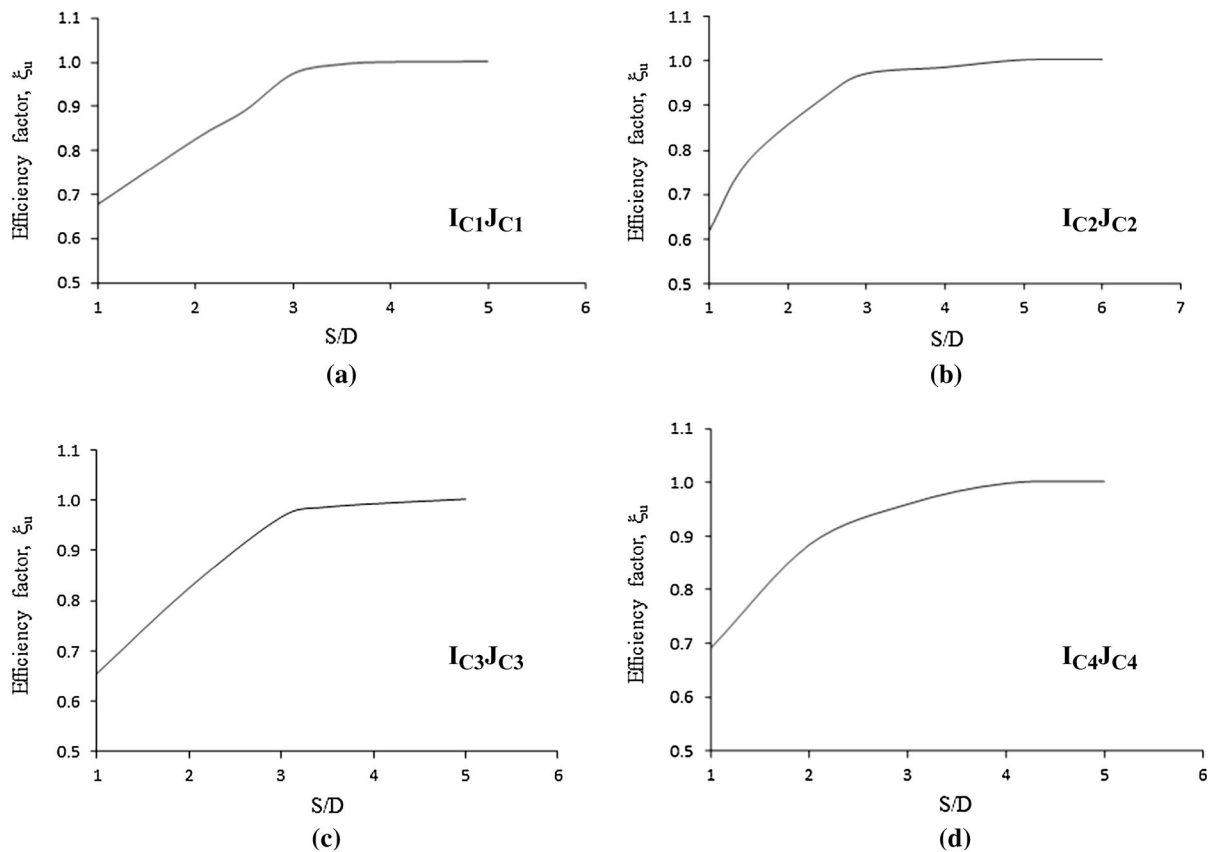 1.1
1.0
0.9
0.8
0.7
0.6
0.5
Efficiency factor, ξu
IC1JC1
1 2 3 4 5 6
S/D
(a)
1.1
1.0
0.9
0.8
0.7
0.6
0.5
Efficiency factor, ξu
IC2JC2
1 2 3 4 5 6 7
S/D
(b)
1.1
1.0
0.9
0.8
0.7
0.6
0.5
Efficiency factor, ξu
IC3JC3
1 2 3 4 5 6
S/D
(c)
1.1
1.0
0.9
0.8
0.7
0.6
0.5
Efficiency factor, ξu
IC4JC4
1 2 3 4 5 6
S/D
(d)